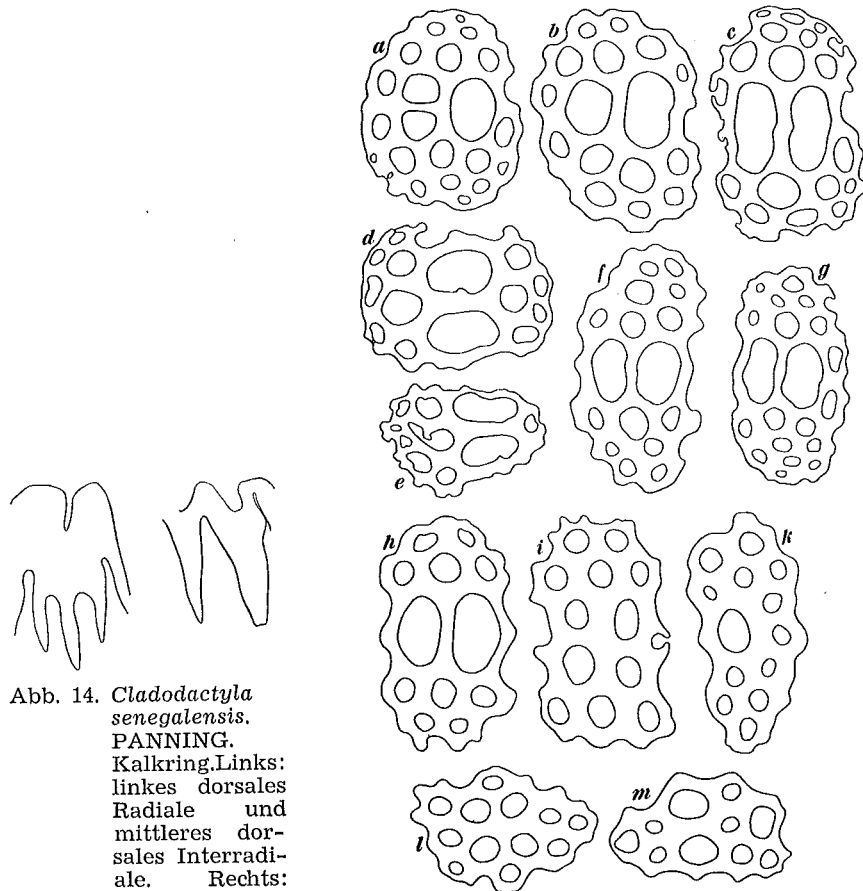 a
b
c
d
f
g
e
h
i
k
l
m
Abb. 14. Cladodactyla
senegalensis.
PANNING.
Kalkring.Links:
linkes dorsales
Radiale und
mittleres dor-
sales Interradi-
ale. Rechts: